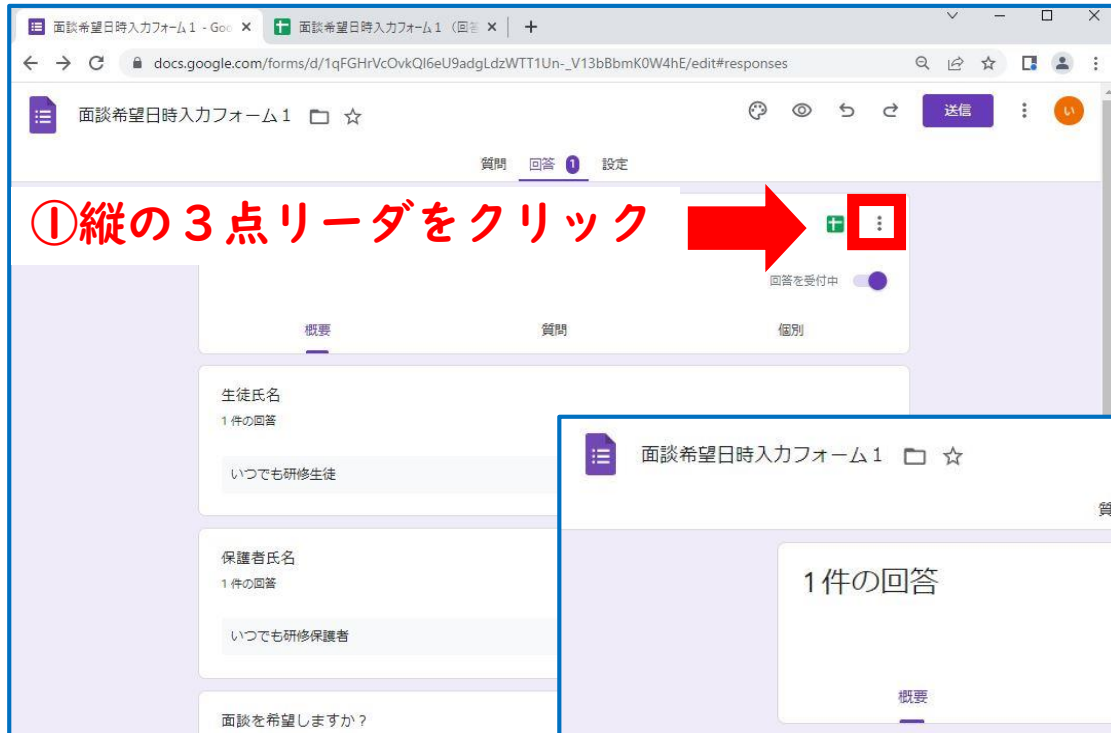 面談希望日時入力フォーム１ - Goo
面談希望日時入力フォーム１（回答
docs.google.com/forms/d/1qFGHrVcOvkQI6eU9adgLdzWTT1Un-_V13bBbmK0W4hE/edit#responses
面談希望日時入力フォーム１
送信
い
質問 回答 1 設定
①縦の３点リーダをクリック
回答を受付中
概要 質問 個別
生徒氏名
1 件の回答
いつでも研修生徒
保護者氏名
1 件の回答
いつでも研修保護者
面談を希望しますか？
面談希望日時入力フォーム１
質
1 件の回答
概要